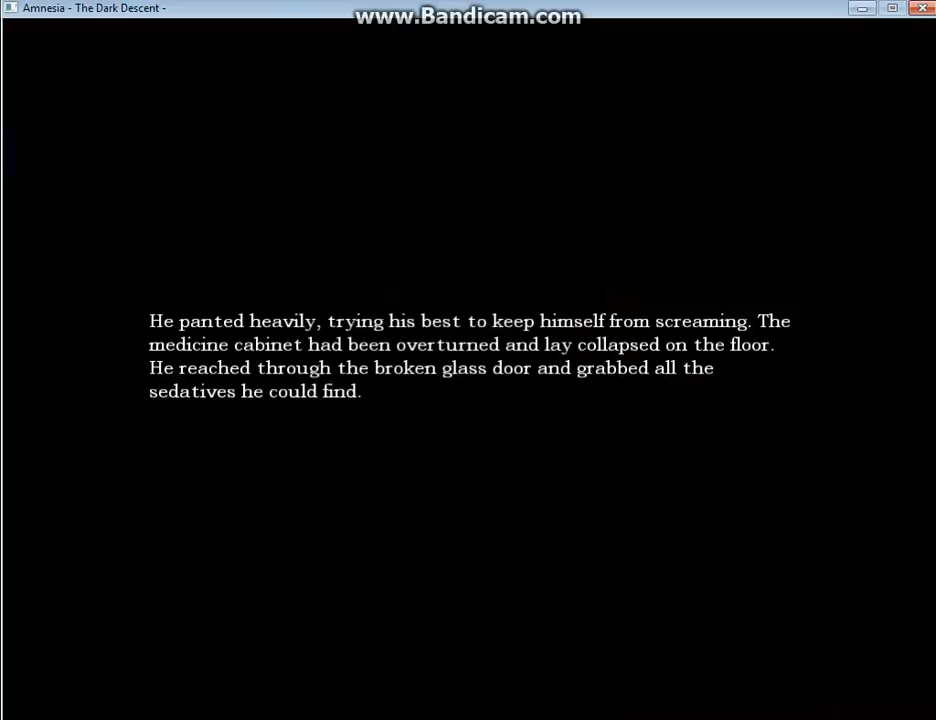 Amnesia - The Dark Descent -
www.Bandicam.com
He panted heavily, trying his best to keep himself from screaming. The
medicine cabinet had been overturned and lay collapsed on the floor.
He reached through the broken glass door and grabbed all the
sedatives he could find.